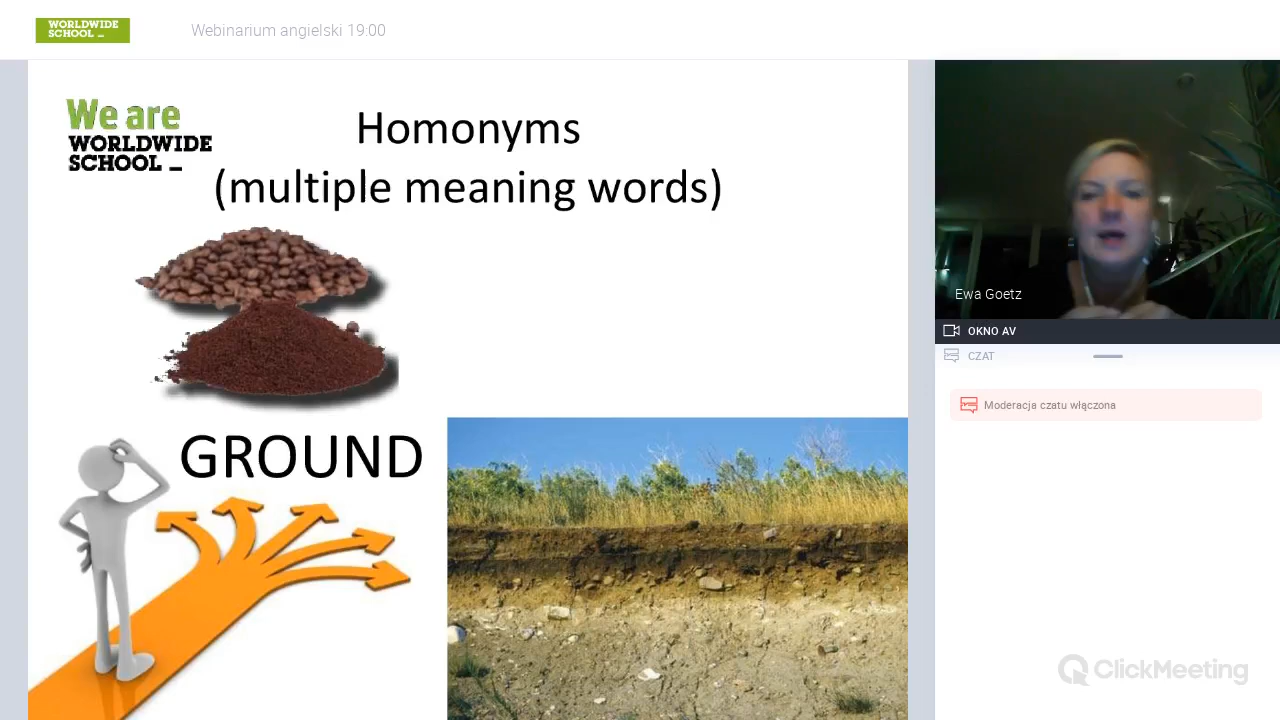 WORLDWIDE
SCHOOL _
Webinarium angielski 19:00
We are
WORLDWIDE
SCHOOL _
Homonyms
(multiple meaning words)
GROUND
Ewa Goetz
OKNO AV
CZAT
Moderacja czatu włączona
ClickMeeting